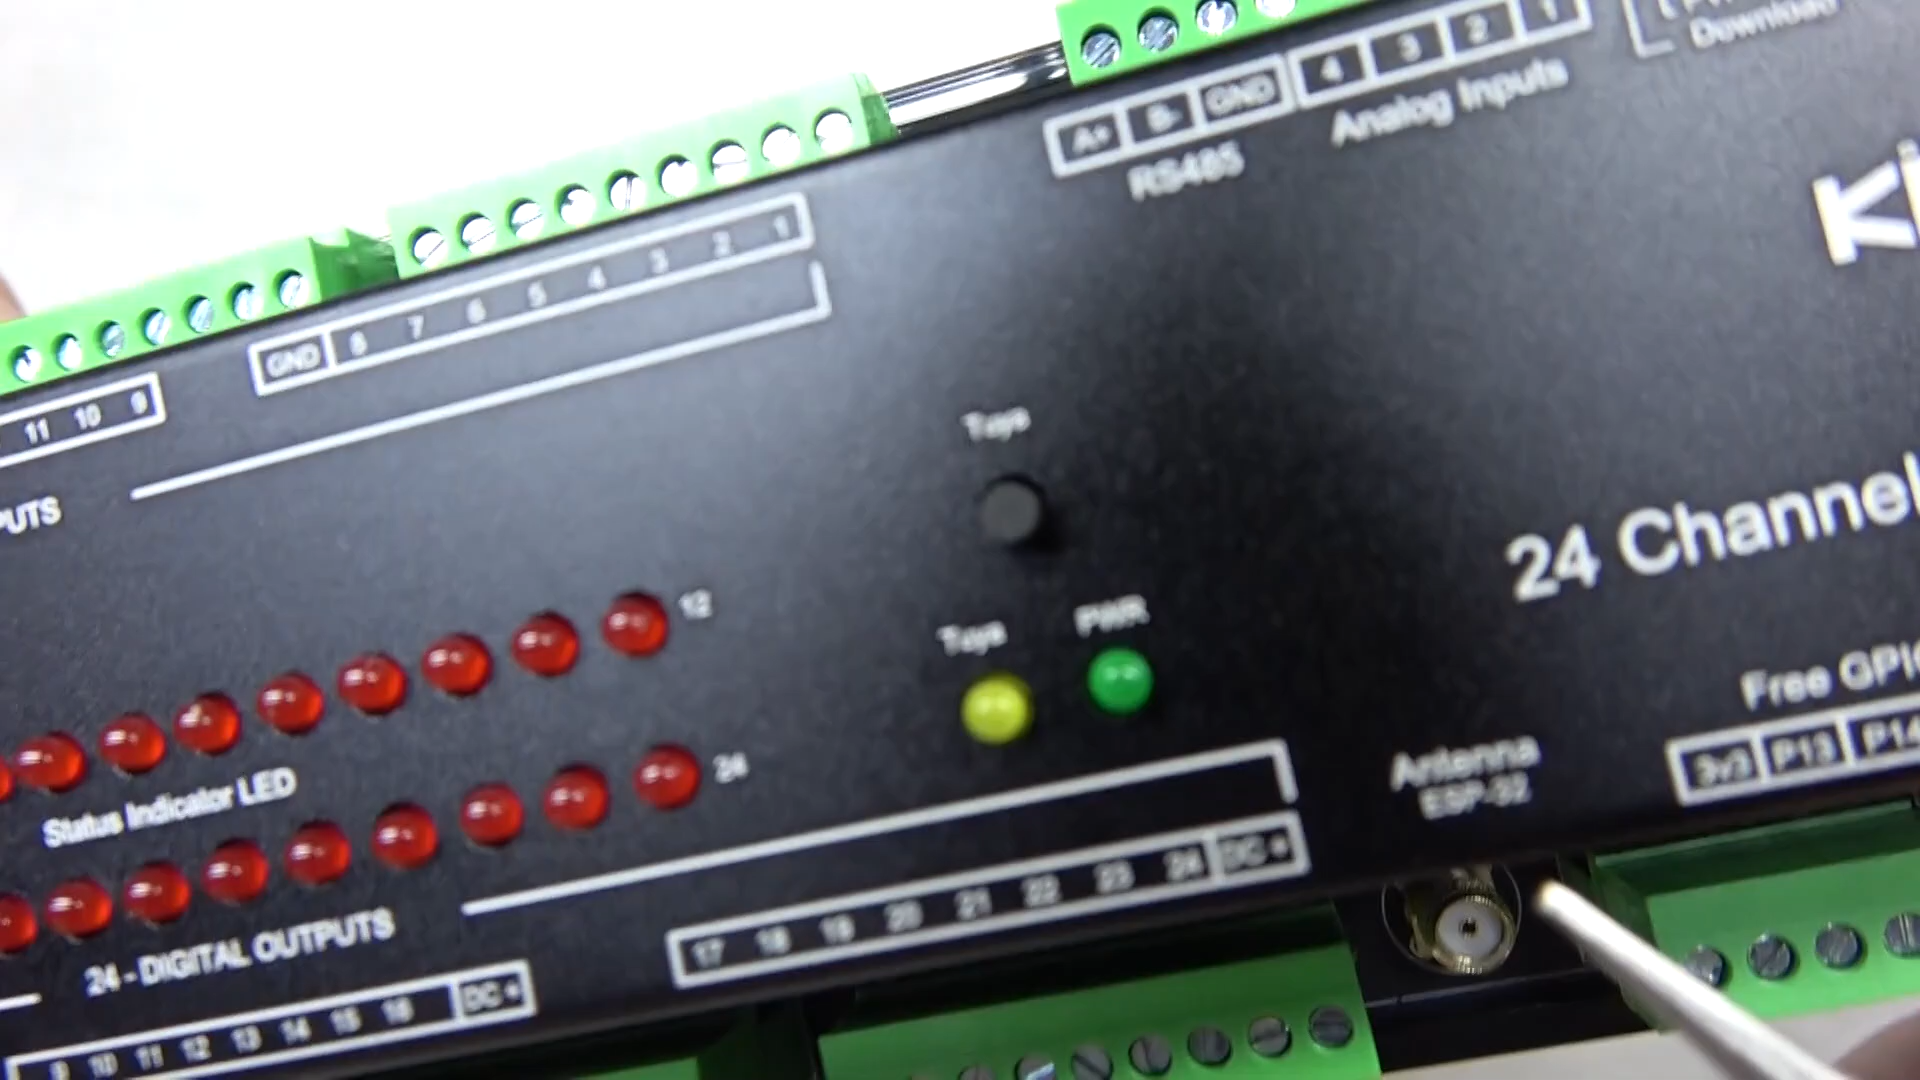 Download
4 3 2 1
Analog Inputs
A+ B- GND
RS485
GND 8 7 6 5 4 3 2 1
11 10 9
PUTS
Tuya
24 Channel
12
Tuya PWR
Status Indicator LED
24
Free GPIO
3v3 P13 P14
Antenna
ESP-32
24 - DIGITAL OUTPUTS
17 18 19 20 21 22 23 24 DC +
9 10 11 12 13 14 15 16 DC +